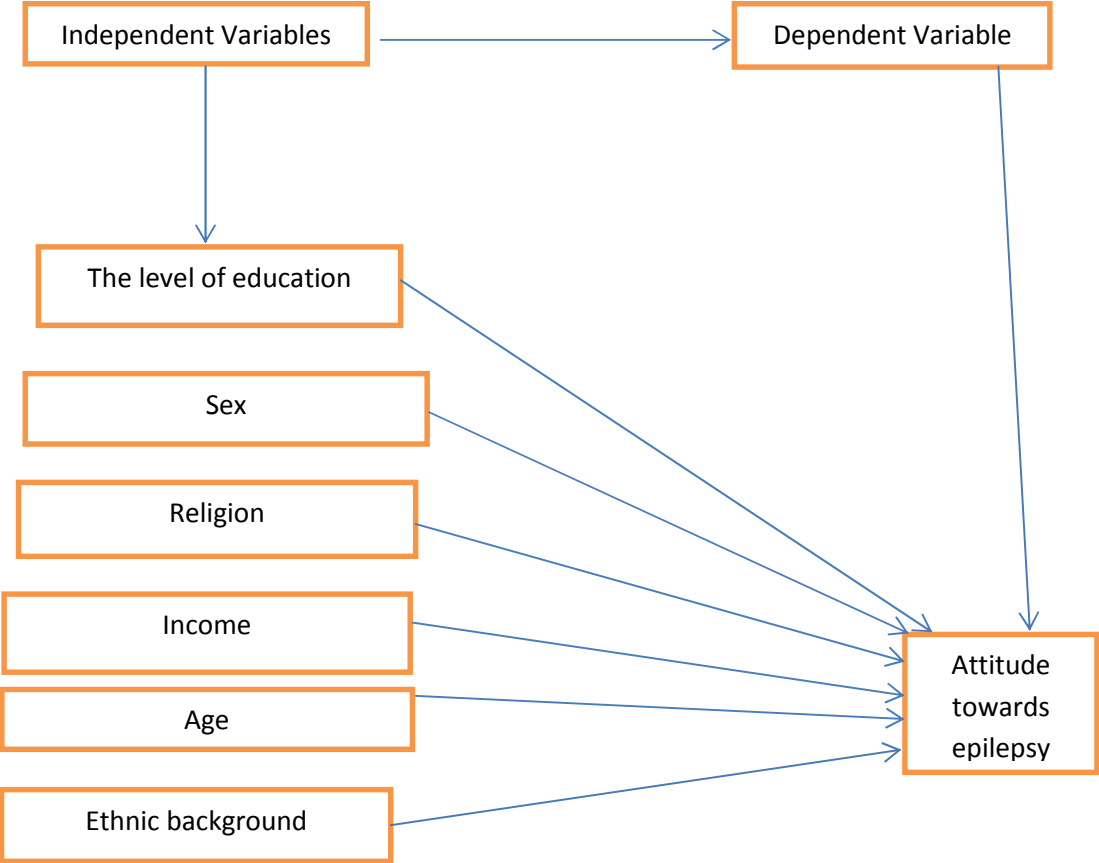 Independent Variables
Dependent Variable
The level of education
Sex
Religion
Income
Age
Ethnic background
Attitude
towards
epilepsy